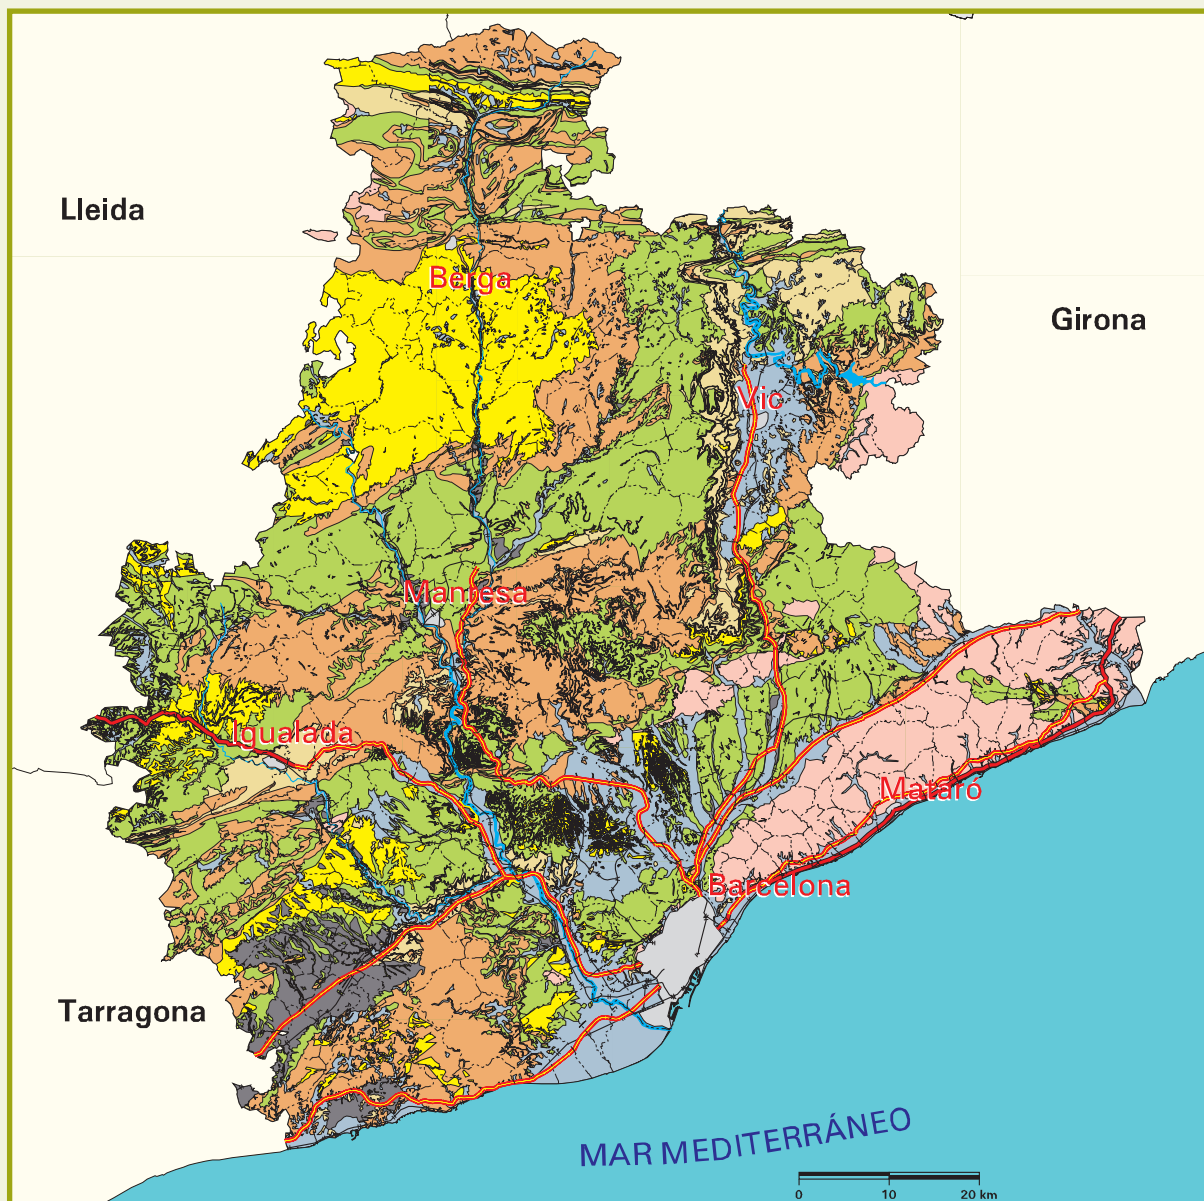 Lleida
Berga
Girona
Vic
Manresa
Igualada
Mataró
Barcelona
Tarragona
MAR MEDITERRÁNEO
0 10 20 km